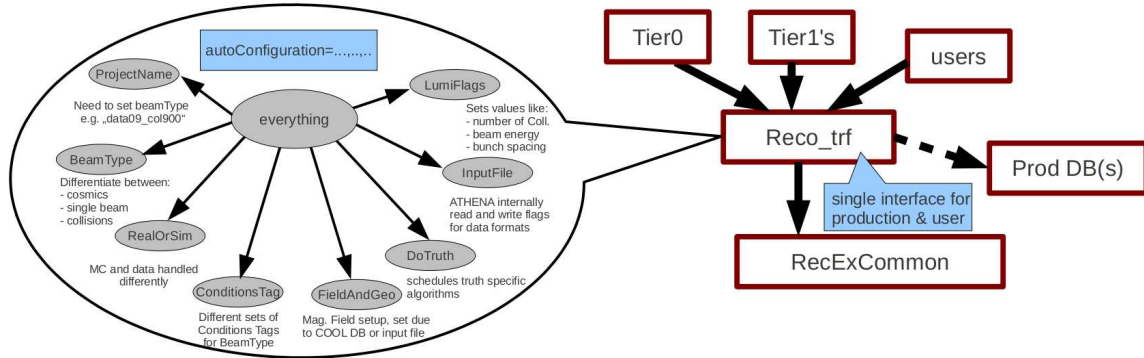 autoConfiguration=...,..,..
ProjectName
Need to set beamType
e.g. „data09_col900“
everything
LumiFlags
Sets values like:
- number of Coll.
- beam energy
- bunch spacing
BeamType
Differentiate between:
- cosmics
- single beam
- collisions
InputFile
ATHENA internally
read and write flags
for data formats
RealOrSim
MC and data handled
differently
DoTruth
schedules truth specific
algorithms
ConditionsTag
Different sets of
Conditions Tags
for BeamType
FieldAndGeo
Mag. Field setup, set due
to COOL DB or input file
Tier0
Tier1's
users
Reco_trf
Prod DB(s)
single interface for
production & user
RecExCommon